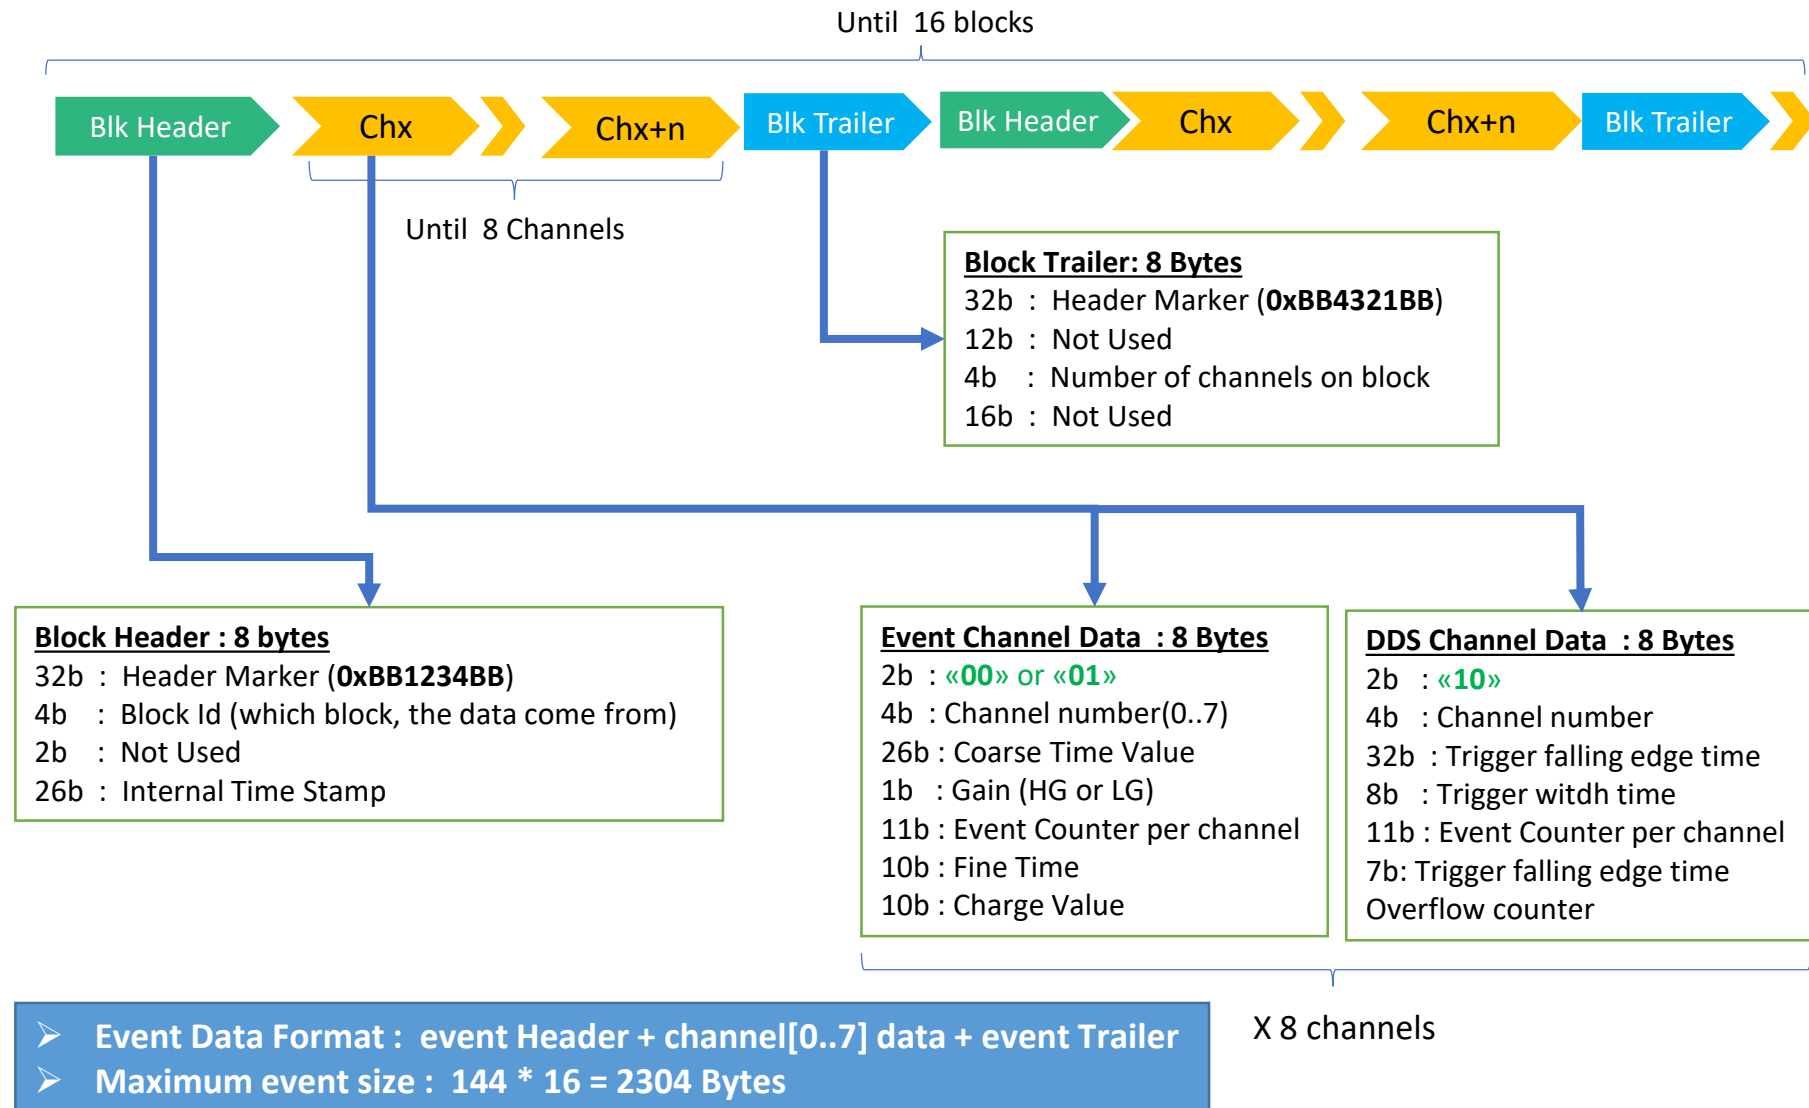 Until 16 blocks
Blk Header
Chx
Chx+n
Blk Trailer
Blk Header
Chx
Chx+n
Blk Trailer
Until 8 Channels
Block Trailer: 8 Bytes
32b : Header Marker (0xBB4321BB)
12b : Not Used
4b : Number of channels on block
16b : Not Used
Block Header : 8 bytes
32b : Header Marker (0xBB1234BB)
4b : Block Id (which block, the data come from)
2b : Not Used
26b : Internal Time Stamp
Event Channel Data : 8 Bytes
2b : «00» or «01»
4b : Channel number(0..7)
26b : Coarse Time Value
1b : Gain (HG or LG)
11b : Event Counter per channel
10b : Fine Time
10b : Charge Value
DDS Channel Data : 8 Bytes
2b : «10»
4b : Channel number
32b : Trigger falling edge time
8b : Trigger witdh time
11b : Event Counter per channel
7b: Trigger falling edge time
Overflow counter
X 8 channels
➢ Event Data Format : event Header + channel[0..7] data + event Trailer
➢ Maximum event size : 144 * 16 = 2304 Bytes